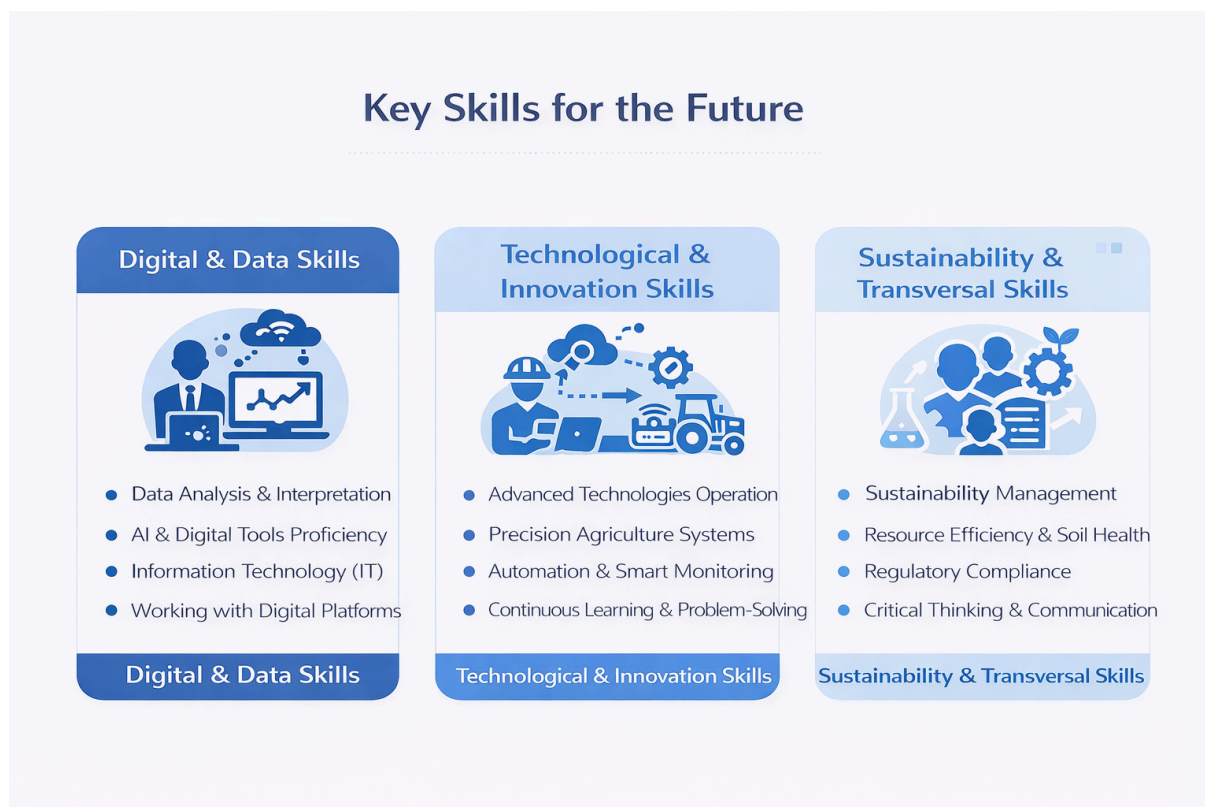 Key Skills for the Future
Digital & Data Skills
Data Analysis & Interpretation
AI & Digital Tools Proficiency
Information Technology (IT)
Working with Digital Platforms
Digital & Data Skills
Technological &
Innovation Skills
Advanced Technologies Operation
Precision Agriculture Systems
Automation & Smart Monitoring
Continuous Learning & Problem-Solving
Technological & Innovation Skills
Sustainability &
Transversal Skills
Sustainability Management
Resource Efficiency & Soil Health
Regulatory Compliance
Critical Thinking & Communication
Sustainability & Transversal Skills